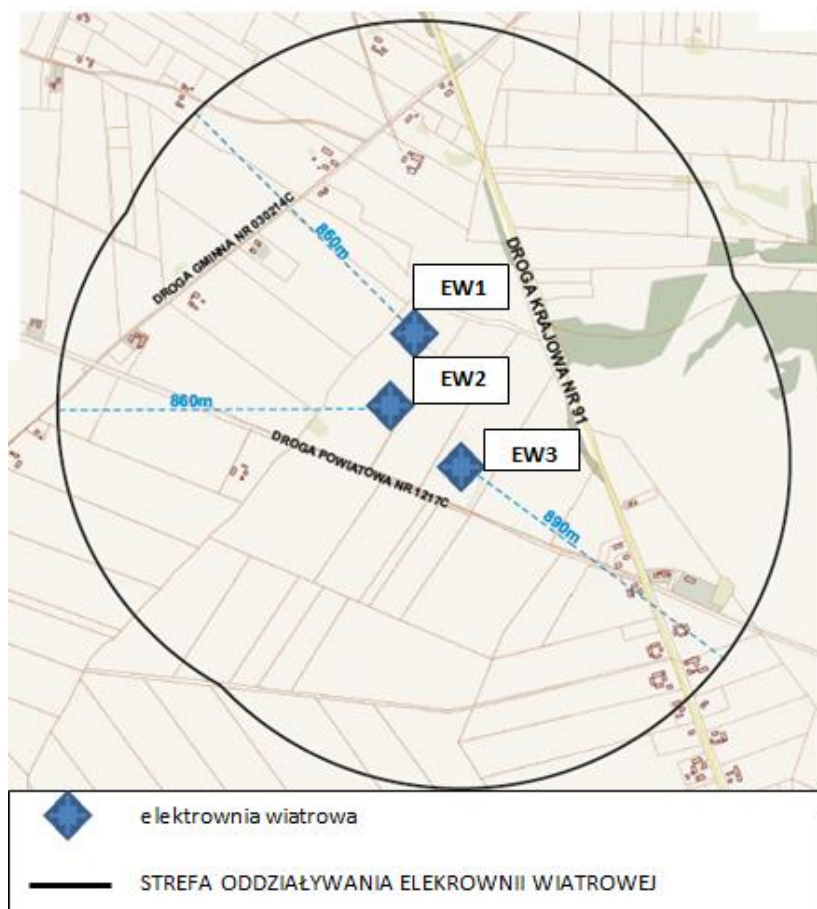 DROGA GMINNA NR 030214C
860m
EW1
DROGA KRAJOWA NR 91
EW2
860m
DROGA POWIATOWA NR 1217C
EW3
890m
elektrownia wiatrowa
STREFA ODDZIAŁYWANIA ELEKROWNII WIATROWEJ